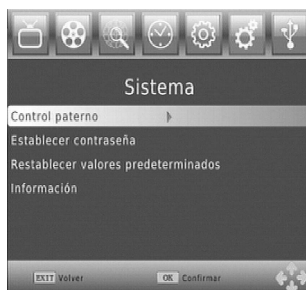 Sistema
Control paterno
Establecer contraseña
Restablecer valores predeterminados
Información
EXIT Volver
OK Confirmar